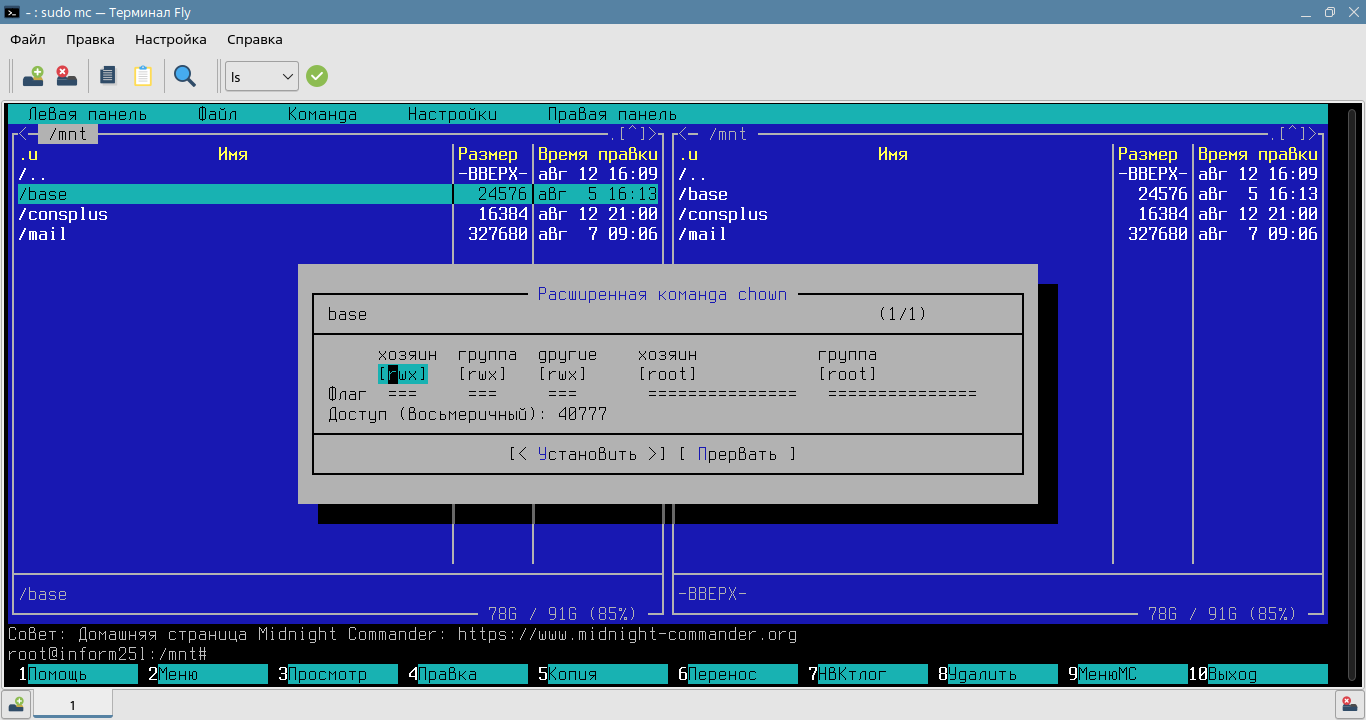 - : sudo mc — Терминал Fly
Файл Правка Настройка Справка
ls
Левая панель Файл Команда Настройки Правая панель
<- /mnt .[^]> <- /mnt .[^]>
.и Имя Размер Время правки .и Имя Размер Время правки
/.. -ВВЕРХ- авг 12 16:09 /.. -ВВЕРХ- авг 12 16:09
/base 24576 авг 5 16:13 /base 24576 авг 5 16:13
/consplus 16384 авг 12 21:00 /consplus 16384 авг 12 21:00
/mail 327680 авг 7 09:06 /mail 327680 авг 7 09:06
Расширенная команда chown
base (1/1)
хозяин группа другие хозяин группа
[rwx] [rwx] [rwx] [root] [root]
Флаг === === === =============== ===============
Доступ (восьмеричный): 40777
[< Установить >] [ Прервать ]
/base -ВВЕРХ-
78G / 91G (85%) 78G / 91G (85%)
Совет: Домашняя страница Midnight Commander: https://www.midnight-commander.org
root@inform251:/mnt#
1Помощь 2Меню 3Просмотр 4Правка 5Копия 6Перенос 7НВКтлог 8Удалить 9МенюМС 10Выход
1